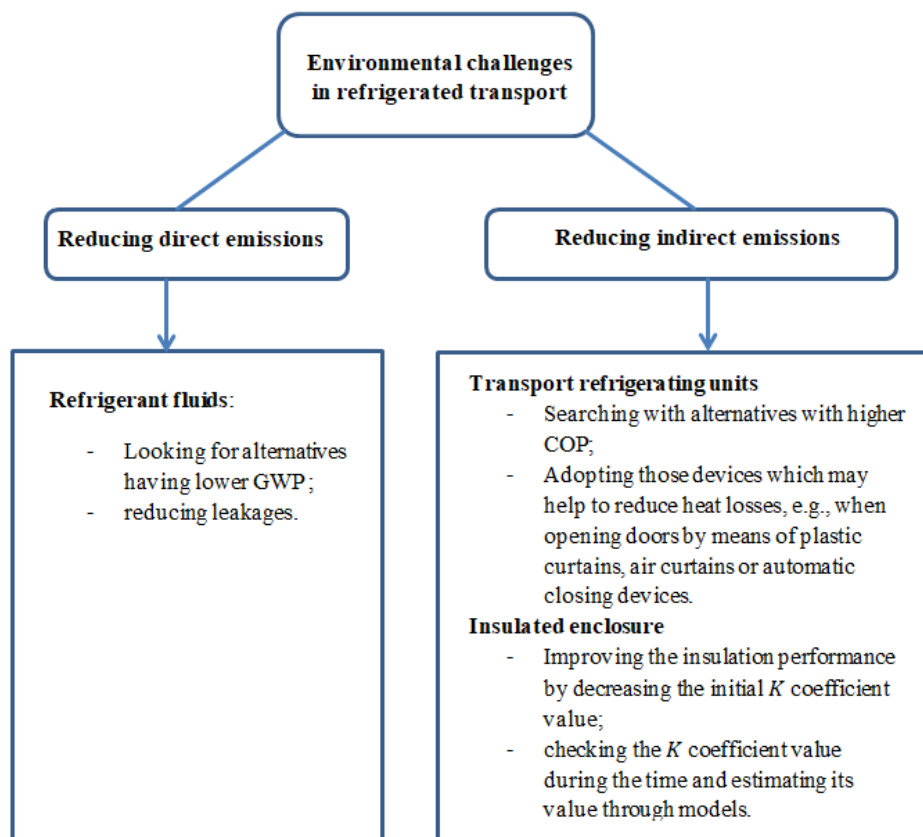 Environmental challenges
in refrigerated transport
Reducing direct emissions
Reducing indirect emissions
Refrigerant fluids:
- Looking for alternatives
having lower GWP;
- reducing leakages.
Transport refrigerating units
- Searching with alternatives with higher
COP;
- Adopting those devices which may
help to reduce heat losses, e.g., when
opening doors by means of plastic
curtains, air curtains or automatic
closing devices.
Insulated enclosure
- Improving the insulation performance
by decreasing the initial K coefficient
value;
- checking the K coefficient value
during the time and estimating its
value through models.